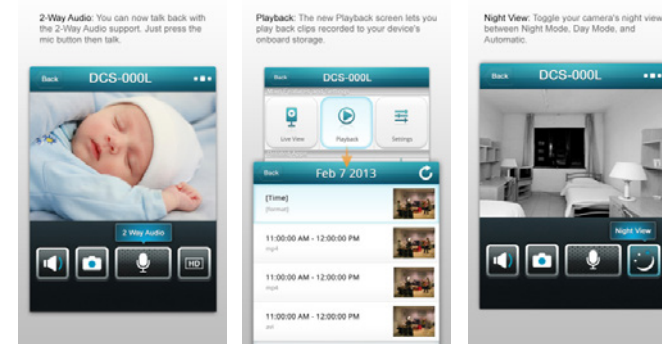 2-Way Audio: You can now talk back with
the 2-Way Audio support. Just press the
mic button then talk.
Back DCS-000L
2 Way Audio
HD
Playback: The new Playback screen lets you
play back clips recorded to your device's
onboard storage.
Back DCS-000L
Live View Playback Settings
Back Feb 7 2013
[Time]
[format]
11:00:00 AM - 12:00:00 PM
mp4
11:00:00 AM - 12:00:00 PM
mp4
11:00:00 AM - 12:00:00 PM
avi
Night View: Toggle your camera's night view
between Night Mode, Day Mode, and
Automatic.
Back DCS-000L
Night View